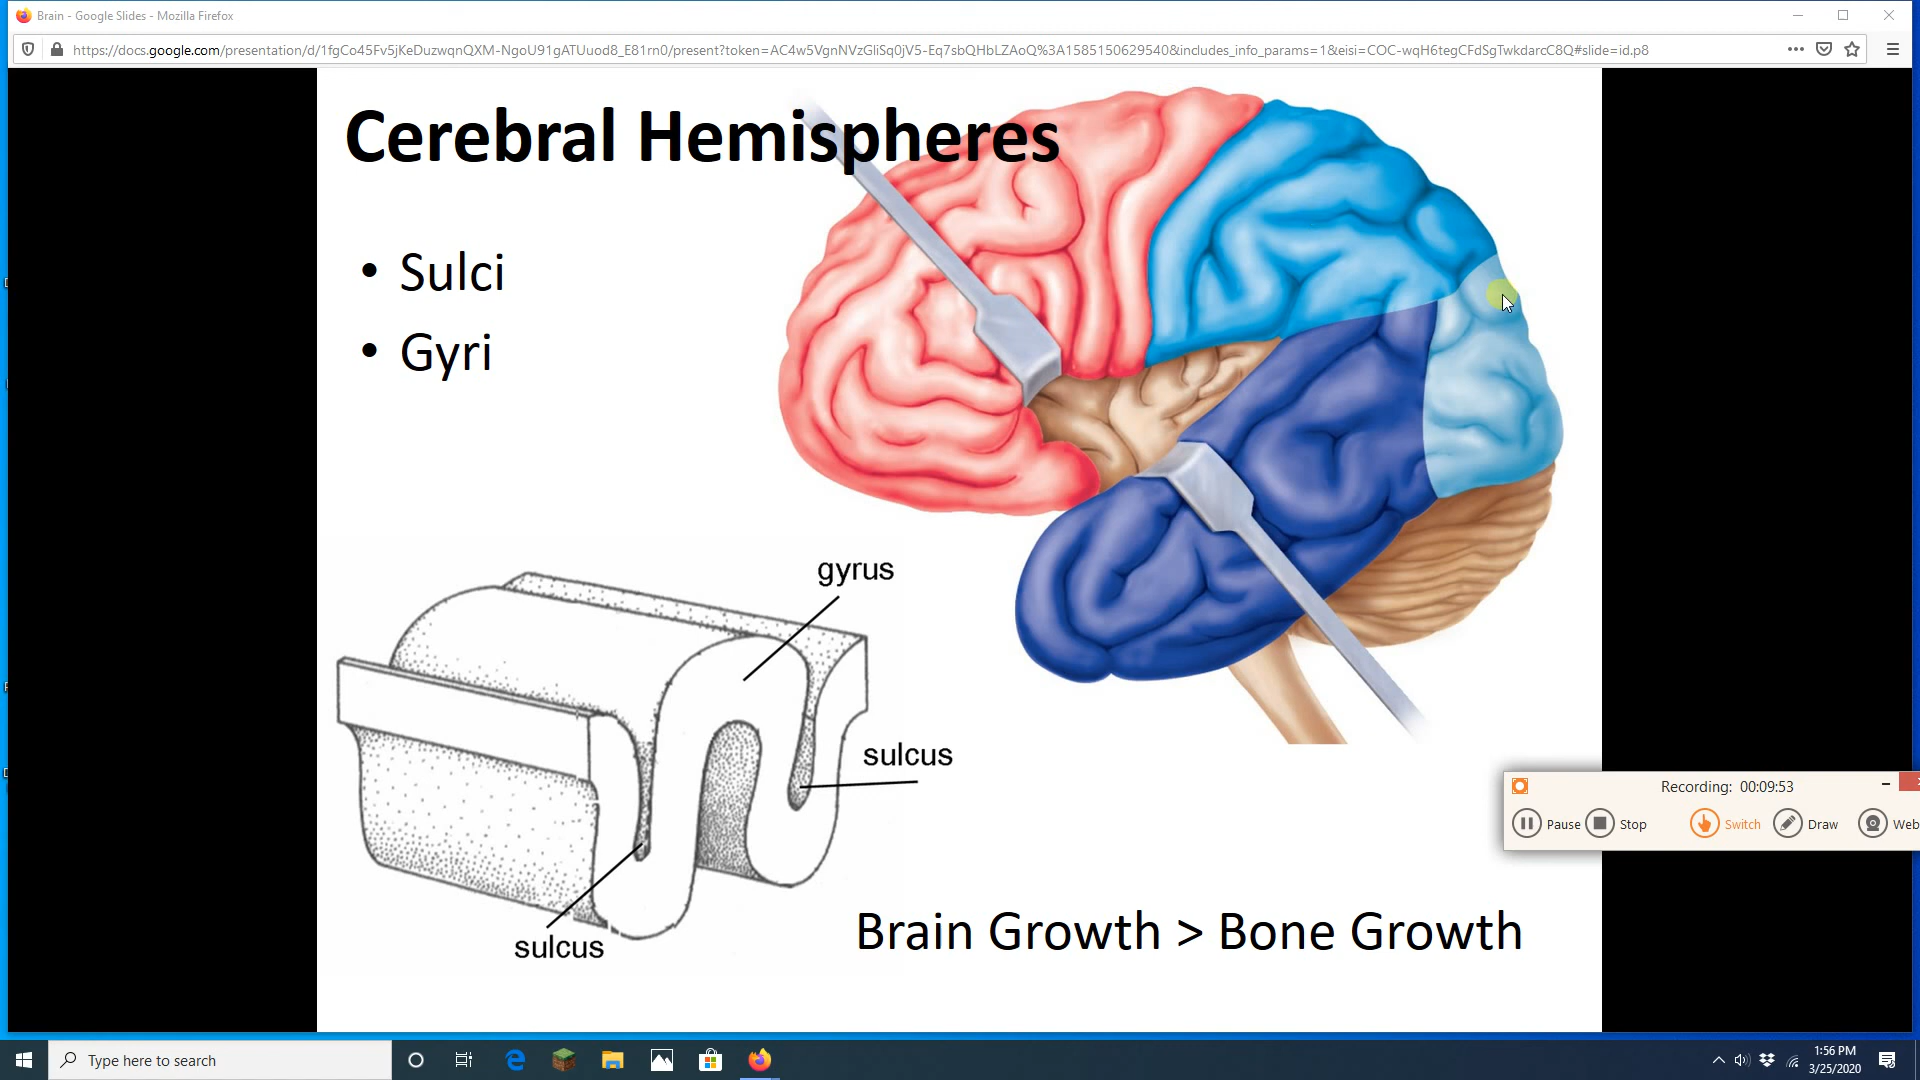 Brain - Google Slides - Mozilla Firefox
https://docs.google.com/presentation/d/1fgCo45Fv5jKeDuzwqnQXM-NgoU91gATUuod8_E81rn0/present?token=AC4w5VgnNVzGliSq0jV5-Eq7sbQHbLZAoQ%3A1585150629540&includes_info_params=1&eisi=COC-wqH6tegCFdSgTwkdarcC8Q#slide=id.p8
Cerebral Hemispheres
• Sulci
• Gyri
gyrus
sulcus
sulcus
Brain Growth > Bone Growth
Recording: 00:09:53
Pause Stop Switch Draw Web
Type here to search
1:56 PM
3/25/2020